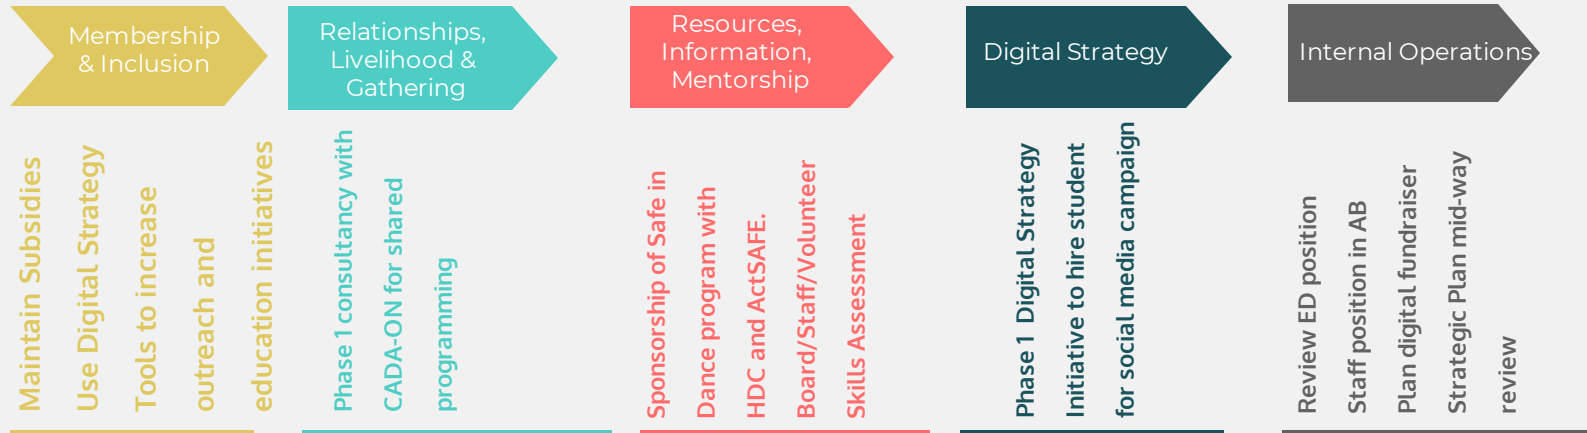 Membership
& Inclusion
Maintain Subsidies
Use Digital Strategy
Tools to increase
outreach and
education initiatives
Relationships,
Livelihood &
Gathering
Phase 1 consultancy with
CADA-ON for shared
programming
Resources,
Information,
Mentorship
Sponsorship of Safe in
Dance program with
HDC and ActSAFE.
Board/Staff/Volunteer
Skills Assessment
Digital Strategy
Phase 1 Digital Strategy
Initiative to hire student
for social media campaign
Internal Operations
Review ED position
Staff position in AB
Plan digital fundraiser
Strategic Plan mid-way
review